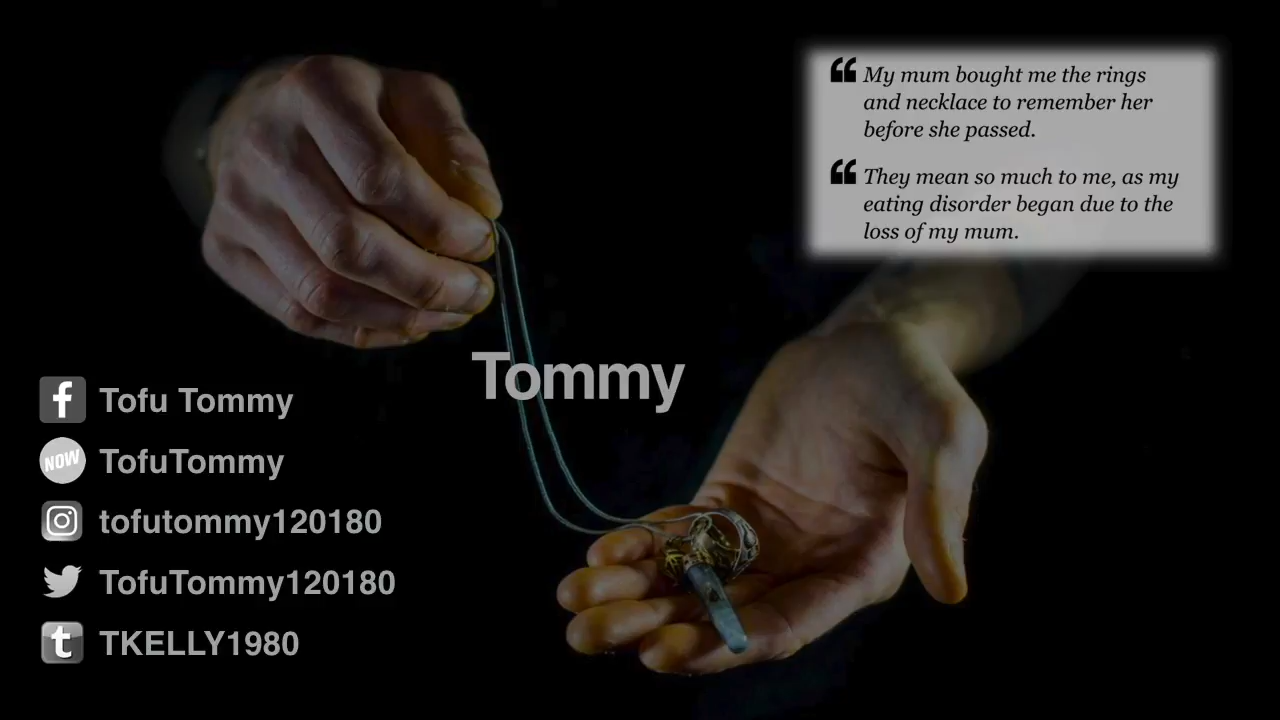 ❝ My mum bought me the rings
and necklace to remember her
before she passed.
❝ They mean so much to me, as my
eating disorder began due to the
loss of my mum.
Tommy
f Tofu Tommy
NOW TofuTommy
tofutommy120180
TofuTommy120180
t TKELLY1980